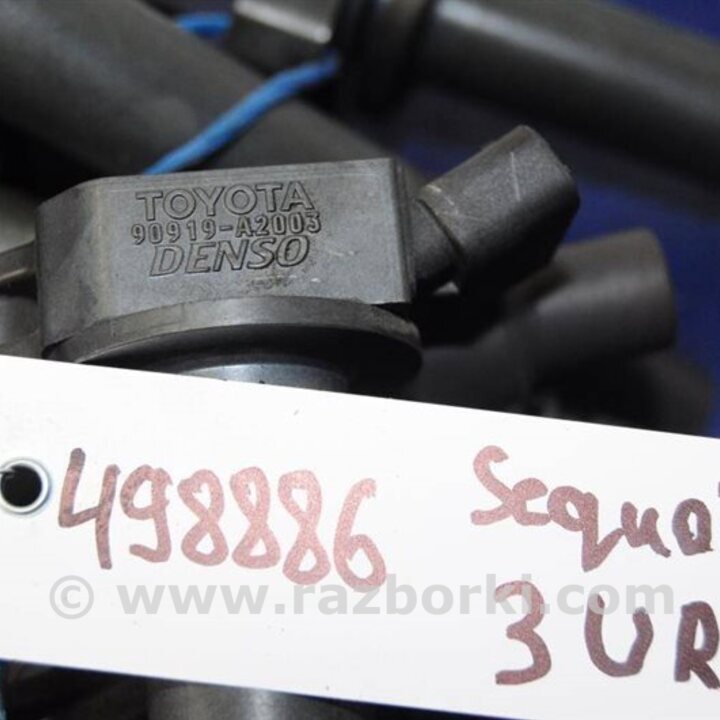 TOYOTA
90919-A2003
DENSO
498886
Sequo
3UR
© www.razborki.com